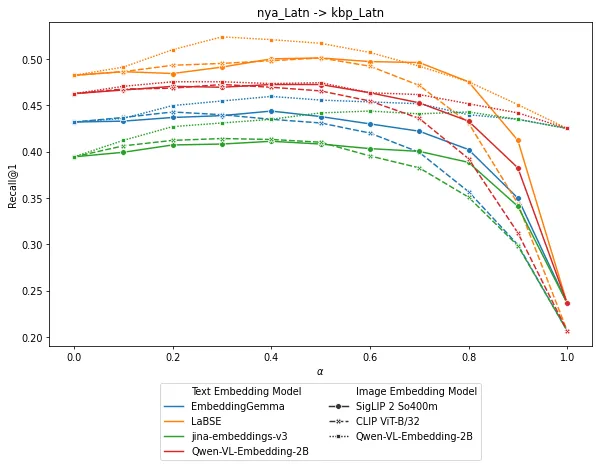 nya_Latn -> kbp_Latn
Recall@1
0.50
0.45
0.40
0.35
0.30
0.25
0.20
0.0
0.2
0.4
0.6
0.8
1.0
α
Text Embedding Model
EmbeddingGemma
LaBSE
jina-embeddings-v3
Qwen-VL-Embedding-2B
Image Embedding Model
SigLIP 2 So400m
CLIP ViT-B/32
Qwen-VL-Embedding-2B